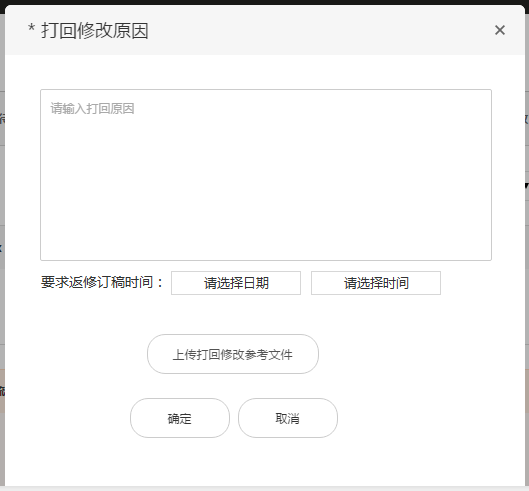 * 打回修改原因 ×
请输入打回原因
要求返修订稿时间： 请选择日期 请选择时间
上传打回修改参考文件
确定 取消